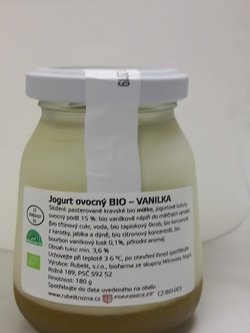 Jogurt ovocný BIO – VANILKA
Složení: pasterované kravské bio mléko, jogurtové kultury,
ovocný podíl 15 %: bio vanilková náplň do mléčných výrobků
(bio třtinový cukr, voda, bio tapiokový škrob, bio koncentrát
z karotky, jablka a dýně, bio citronový koncentrát, bio
bourbon vanilkový lusk 0,1%, přírodní aroma).
Obsah tuku: min. 3,6 %
Uchovejte při teplotě 3-6 °C, po otevření ihned spotřebujte
Výrobce: Rubelit, s.r.o., biofarma ze skupiny
Rožná 189, PSČ 592 52
Hmotnost: 180 g
Spotřebujte do data uvedeného na obalu.
www.rubelitrozna.cz CZ-BIO-003